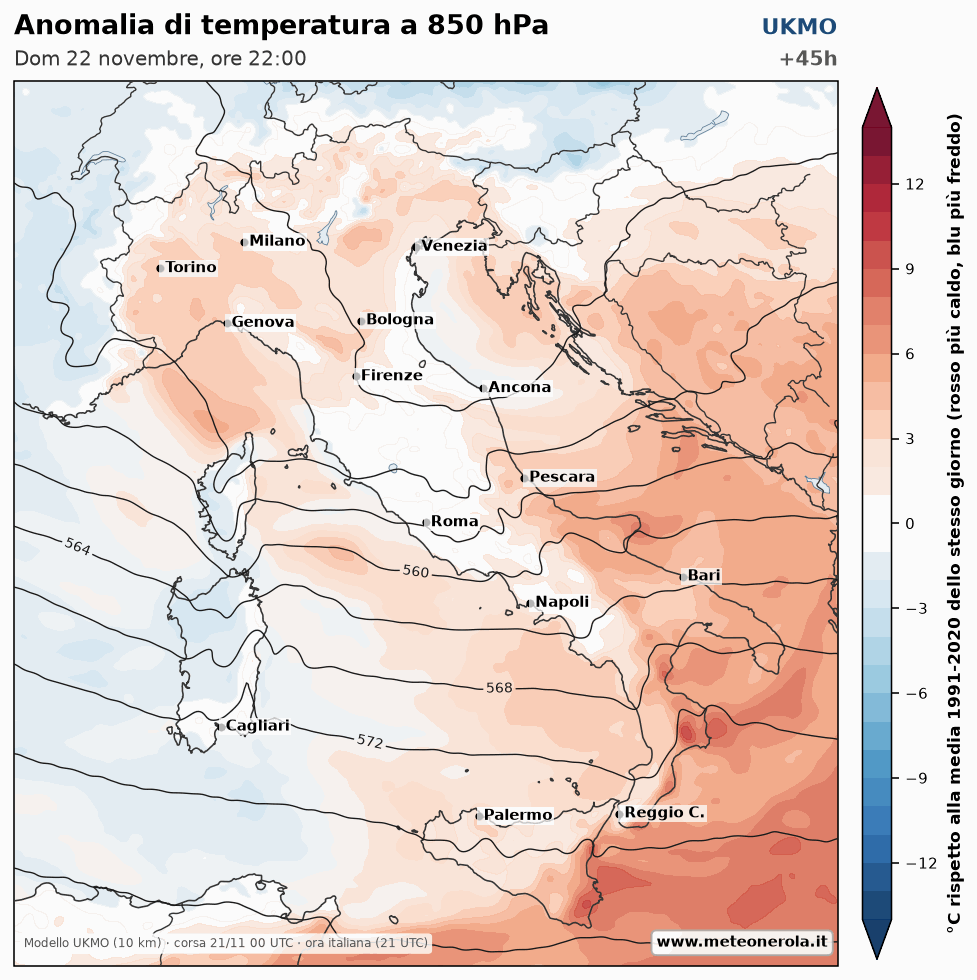 Anomalia di temperatura a 850 hPa
UKMO
Dom 22 novembre, ore 22:00
+45h
Milano
Venezia
Torino
Genova
Bologna
Firenze
Ancona
Pescara
Roma
564
560
Bari
Napoli
568
Cagliari
572
Palermo
Reggio C.
Modello UKMO (10 km) · corsa 21/11 00 UTC · ora italiana (21 UTC)
www.meteonerola.it
12
9
6
3
0
−3
−6
−9
−12
°C rispetto alla media 1991-2020 dello stesso giorno (rosso più caldo, blu più freddo)